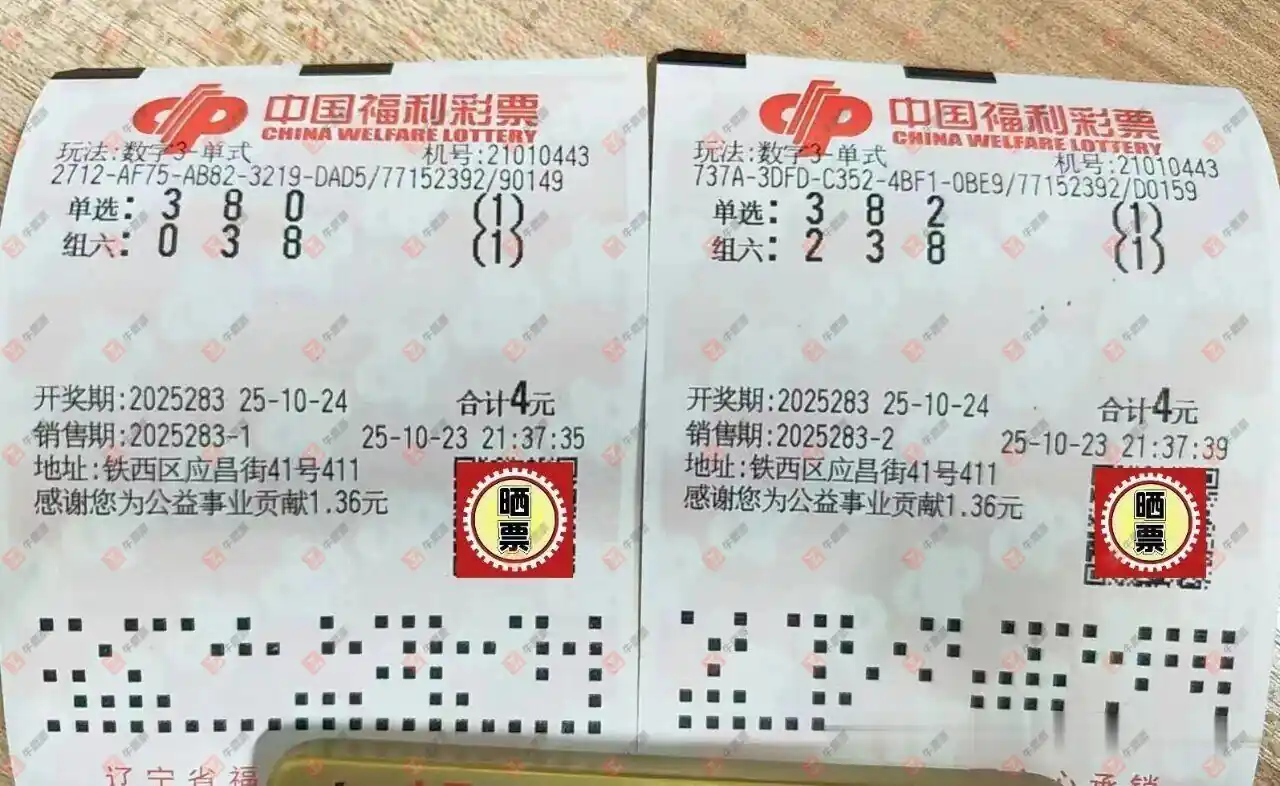 中国福利彩票
CHINA WELFARE LOTTERY
玩法:数字3-单式 机号:21010443
2712-AF75-AB82-3219-DAD5/77152392/90149
单选: 3 8 0 (1)
组六: 0 3 8 (1)
开奖期:2025283 25-10-24 合计4元
销售期:2025283-1 25-10-23 21:37:35
地址:铁西区应昌街41号411
感谢您为公益事业贡献1.36元
晒票
辽宁省福
中国福利彩票
CHINA WELFARE LOTTERY
玩法:数字3-单式 机号:21010443
737A-3DFD-C352-4BF1-0BE9/77152392/D0159
单选: 3 8 2 (1)
组六: 2 3 8 (1)
开奖期:2025283 25-10-24 合计4元
销售期:2025283-2 25-10-23 21:37:39
地址:铁西区应昌街41号411
感谢您为公益事业贡献1.36元
晒票
心承销